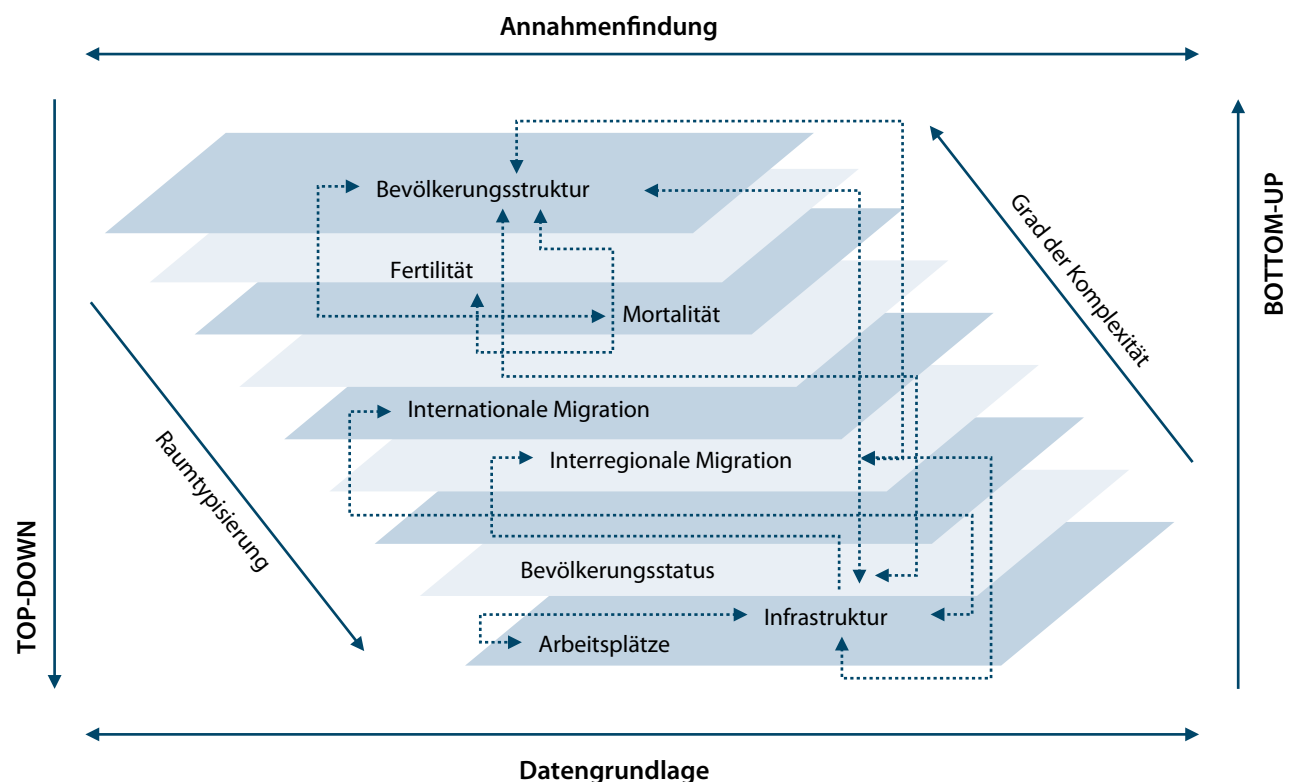 Annahmenfindung
Bevölkerungsstruktur
Fertilität
Mortalität
Internationale Migration
Interregionale Migration
Bevölkerungsstatus
Infrastruktur
Arbeitsplätze
Grad der Komplexität
Raumtypisierung
TOP-DOWN
BOTTOM-UP
Datengrundlage